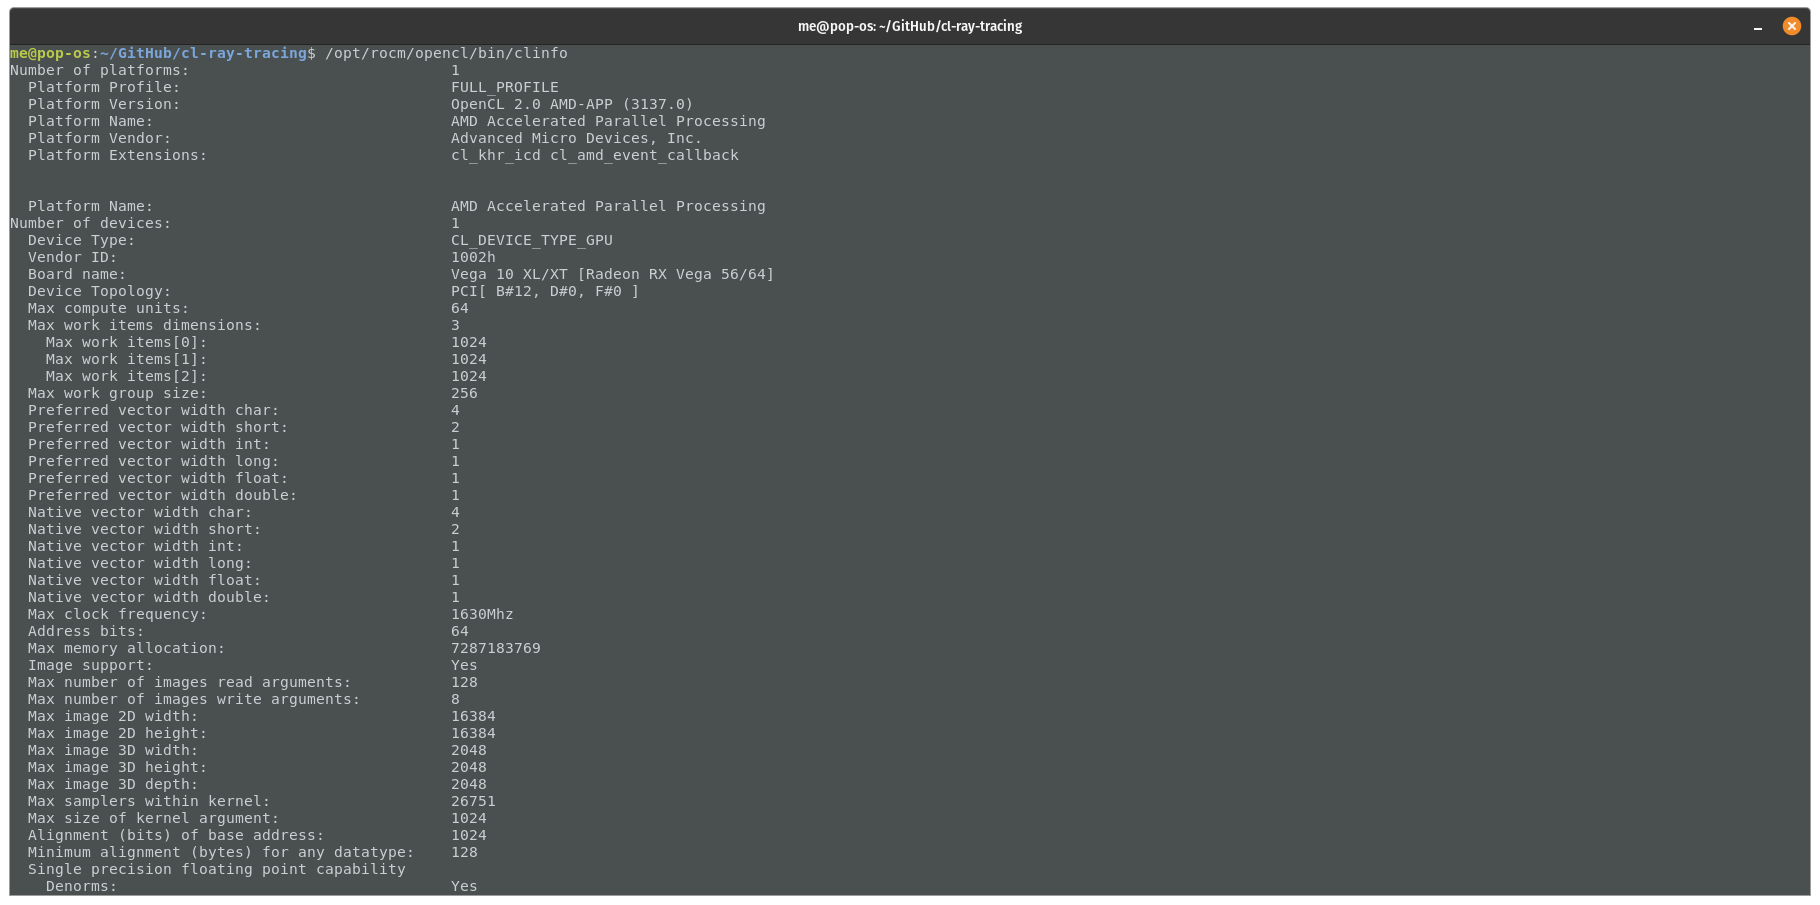 me@pop-os: ~/GitHub/cl-ray-tracing
me@pop-os:~/GitHub/cl-ray-tracing$ /opt/rocm/opencl/bin/clinfo
Number of platforms: 1
Platform Profile: FULL_PROFILE
Platform Version: OpenCL 2.0 AMD-APP (3137.0)
Platform Name: AMD Accelerated Parallel Processing
Platform Vendor: Advanced Micro Devices, Inc.
Platform Extensions: cl_khr_icd cl_amd_event_callback
Platform Name: AMD Accelerated Parallel Processing
Number of devices: 1
Device Type: CL_DEVICE_TYPE_GPU
Vendor ID: 1002h
Board name: Vega 10 XL/XT [Radeon RX Vega 56/64]
Device Topology: PCI[ B#12, D#0, F#0 ]
Max compute units: 64
Max work items dimensions: 3
Max work items[0]: 1024
Max work items[1]: 1024
Max work items[2]: 1024
Max work group size: 256
Preferred vector width char: 4
Preferred vector width short: 2
Preferred vector width int: 1
Preferred vector width long: 1
Preferred vector width float: 1
Preferred vector width double: 1
Native vector width char: 4
Native vector width short: 2
Native vector width int: 1
Native vector width long: 1
Native vector width float: 1
Native vector width double: 1
Max clock frequency: 1630Mhz
Address bits: 64
Max memory allocation: 7287183769
Image support: Yes
Max number of images read arguments: 128
Max number of images write arguments: 8
Max image 2D width: 16384
Max image 2D height: 16384
Max image 3D width: 2048
Max image 3D height: 2048
Max image 3D depth: 2048
Max samplers within kernel: 26751
Max size of kernel argument: 1024
Alignment (bits) of base address: 1024
Minimum alignment (bytes) for any datatype: 128
Single precision floating point capability
Denorms: Yes